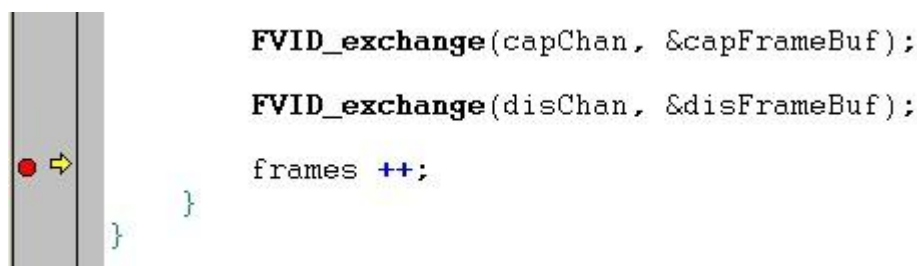 FVID_exchange(capChan, &capFrameBuf);
FVID_exchange(disChan, &disFrameBuf);
frames ++;
}
}